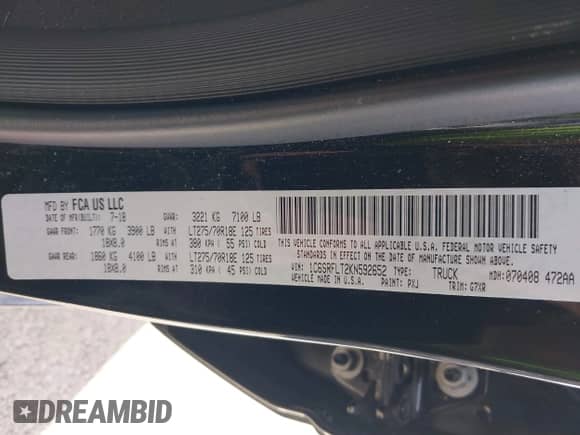 MFD BY FCA US LLC
DATE OF MFR(BUILT): 7-18 GVWR: 3221 KG 7100 LB
GAWR FRONT: 1770 KG 3900 LB LT275/70R18E 125 TIRES
18X8.0 RIMS AT 380 KPA ( 55 PSI) COLD
GAWR REAR: 1860 KG 4100 LB LT275/70R18E 125 TIRES
18X8.0 RIMS AT 310 KPA ( 45 PSI) COLD
THIS VEHICLE CONFORMS TO ALL APPLICABLE U.S.A. FEDERAL MOTOR VEHICLE SAFETY
STANDARDS IN EFFECT ON THE DATE OF MANUFACTURE SHOWN ABOVE.
VIN: 1C6SRFLT2KN592652 TYPE: TRUCK MDH: 070408 472AA
VEHICLE MADE IN U.S.A. PAINT: PXJ TRIM: G7XR
DREAMBID